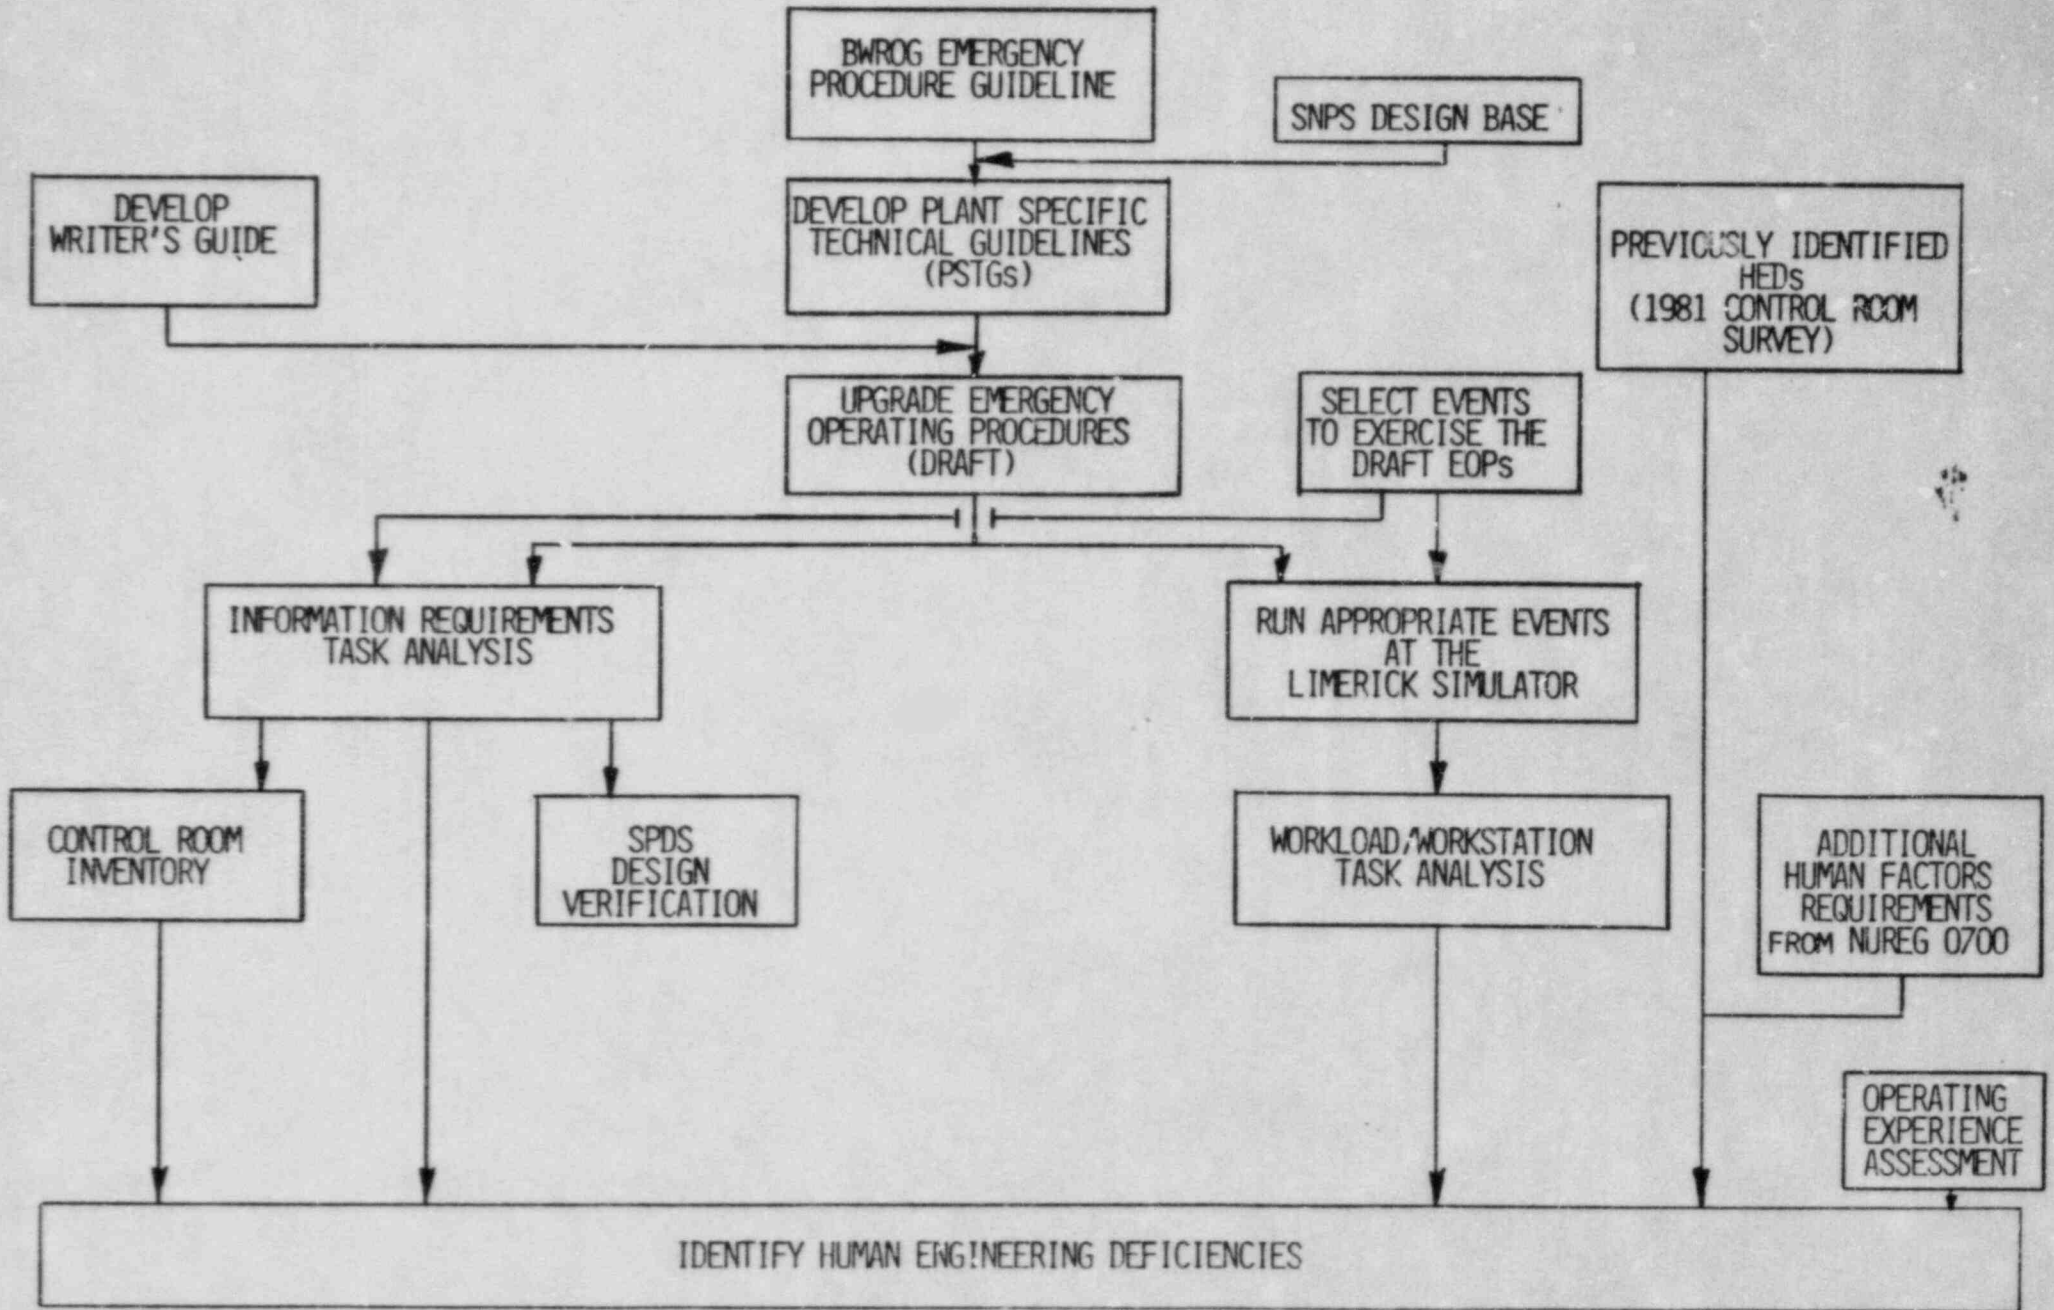 BWROG EMERGENCY
PROCEDURE GUIDELINE
SNPS DESIGN BASE
DEVELOP
WRITER'S GUIDE
DEVELOP PLANT SPECIFIC
TECHNICAL GUIDELINES
(PSTGs)
PREVIOUSLY IDENTIFIED
HEDs
(1981 CONTROL ROOM
SURVEY)
UPGRADE EMERGENCY
OPERATING PROCEDURES
(DRAFT)
SELECT EVENTS
TO EXERCISE THE
DRAFT EOPs
INFORMATION REQUIREMENTS
TASK ANALYSIS
RUN APPROPRIATE EVENTS
AT THE
LIMERICK SIMULATOR
CONTROL ROOM
INVENTORY
SPDS
DESIGN
VERIFICATION
WORKLOAD/WORKSTATION
TASK ANALYSIS
ADDITIONAL
HUMAN FACTORS
REQUIREMENTS
FROM NUREG 0700
OPERATING
EXPERIENCE
ASSESSMENT
IDENTIFY HUMAN ENGINEERING DEFICIENCIES